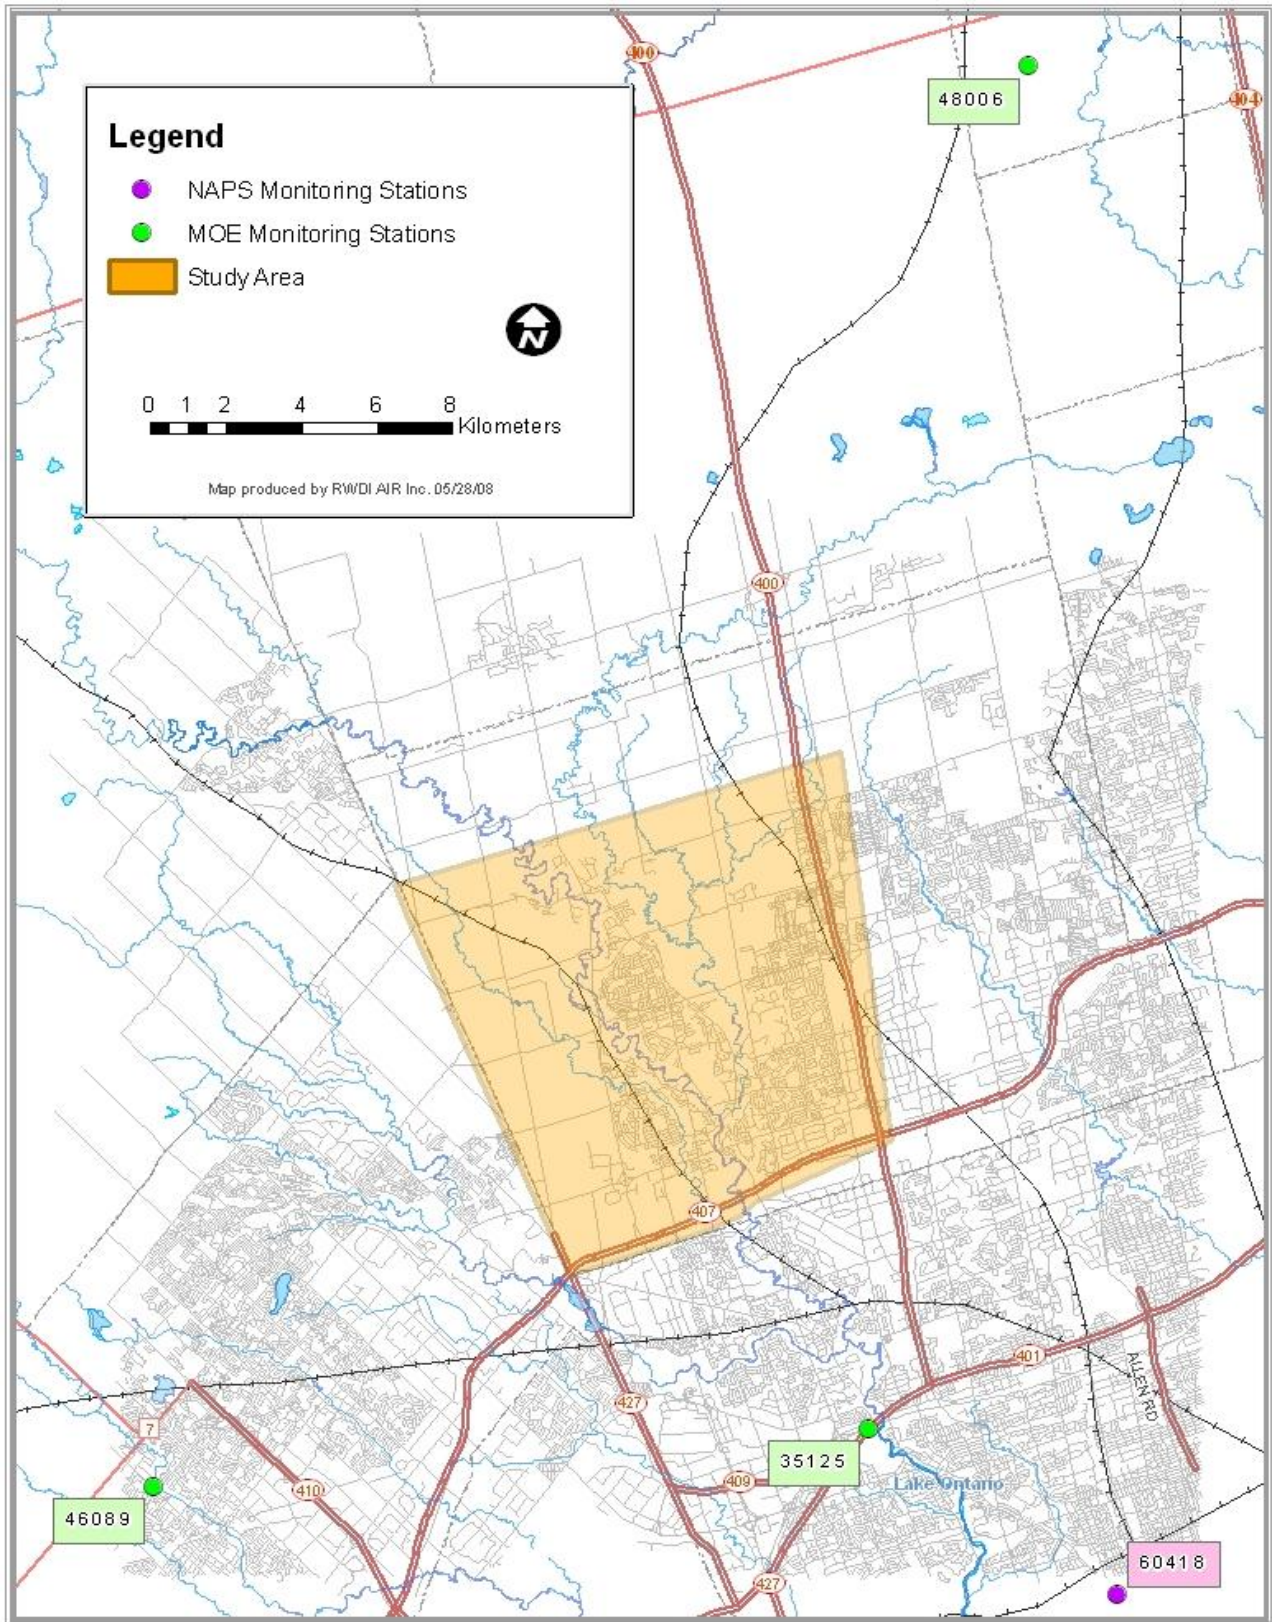 400
404
48006
Legend
NAPS Monitoring Stations
MOE Monitoring Stations
Study Area
N
0 1 2 4 6 8
Kilometers
Map produced by RWDI AIR Inc. 05/28/08
400
407
401
ALLEN RD
427
7
409
410
35125
Lake Ontario
46089
60418
427